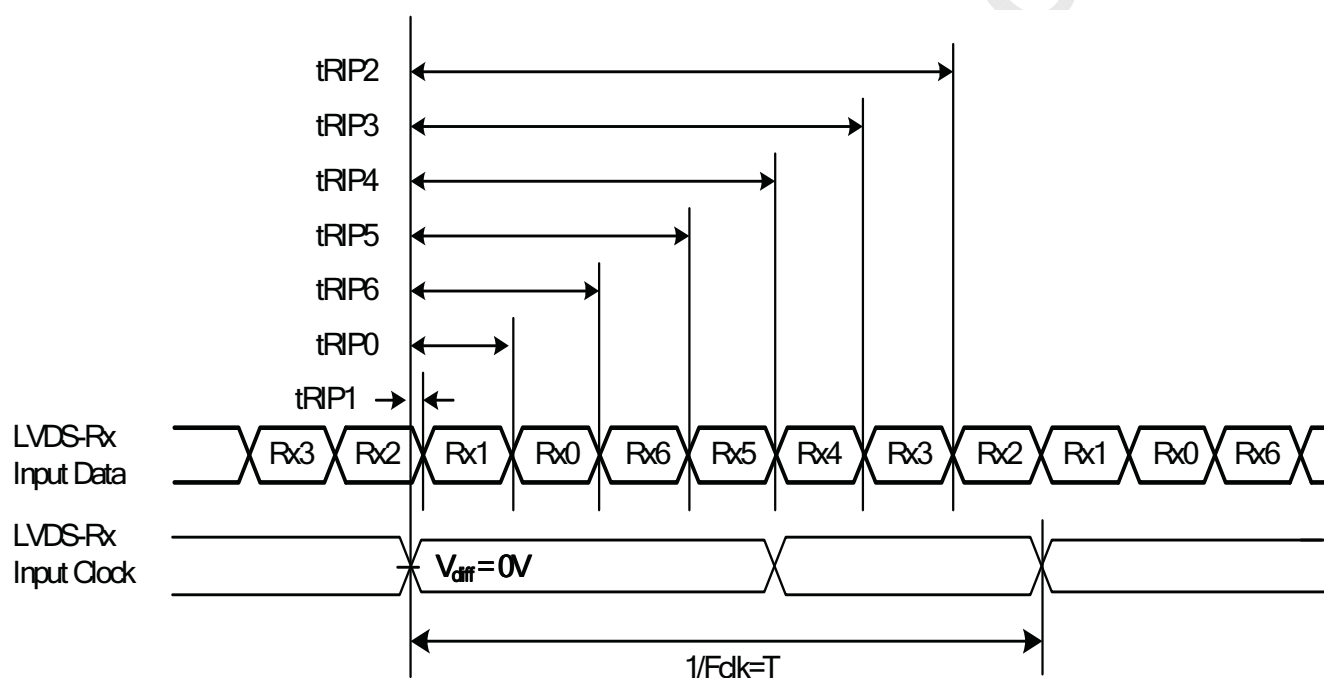 tRIP2
tRIP3
tRIP4
tRIP5
tRIP6
tRIP0
tRIP1
LVDS-Rx
Input Data
Rx3 Rx2 Rx1 Rx0 Rx6 Rx5 Rx4 Rx3 Rx2 Rx1 Rx0 Rx6
LVDS-Rx
Input Clock
Vdiff = 0V
1/Fclk=T